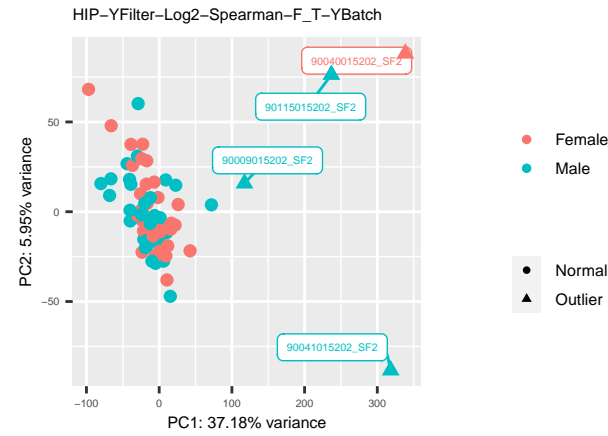 HIP−YFilter−Log2−Spearman−F_T−YBatch
90040015202_SF2
90115015202_SF2
90009015202_SF2
90041015202_SF2
50
0
−50
PC2: 5.95% variance
−100
0
100
200
300
PC1: 37.18% variance
Female
Male
Normal
Outlier